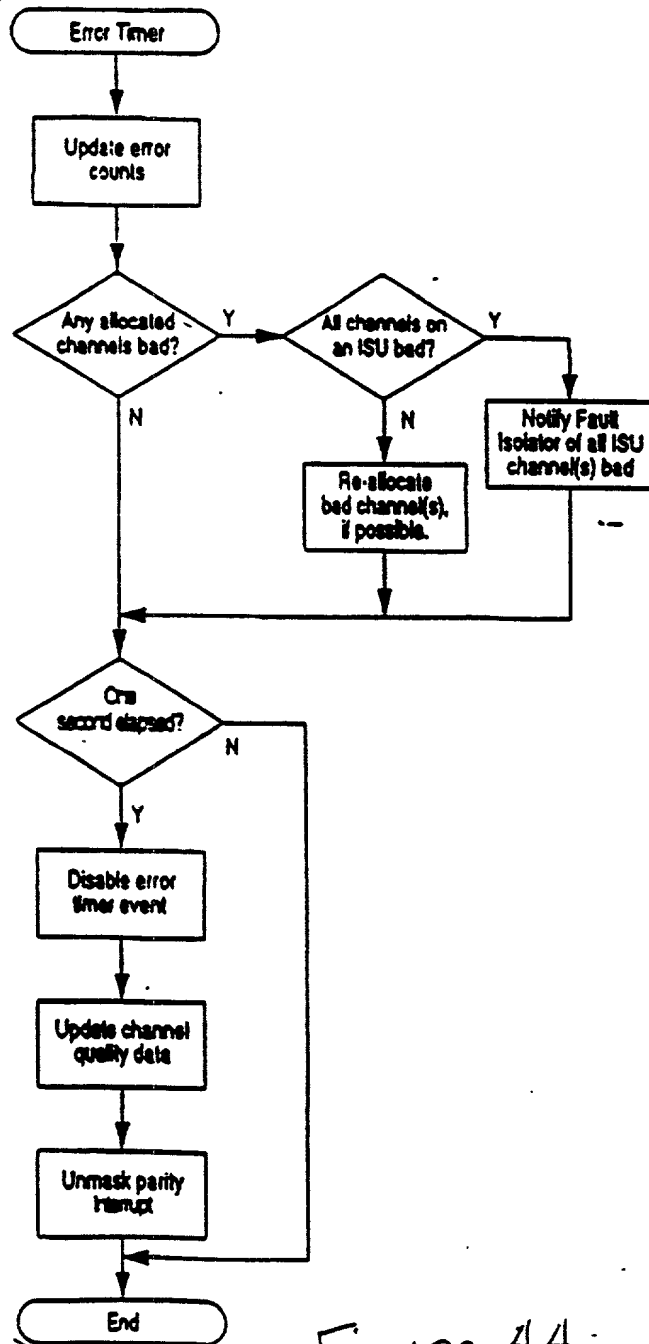 Error Timer
Update error
counts
Any allocated
channels bad?
Y
All channels on
an ISU bad?
Y
N
N
Notify Fault
Isolator of all ISU
channel(s) bad
Re-allocate
bad channel(s),
if possible.
One
second elapsed?
N
Y
Disable error
timer event
Update channel
quality data
Unmask parity
interrupt
End
Figure 44